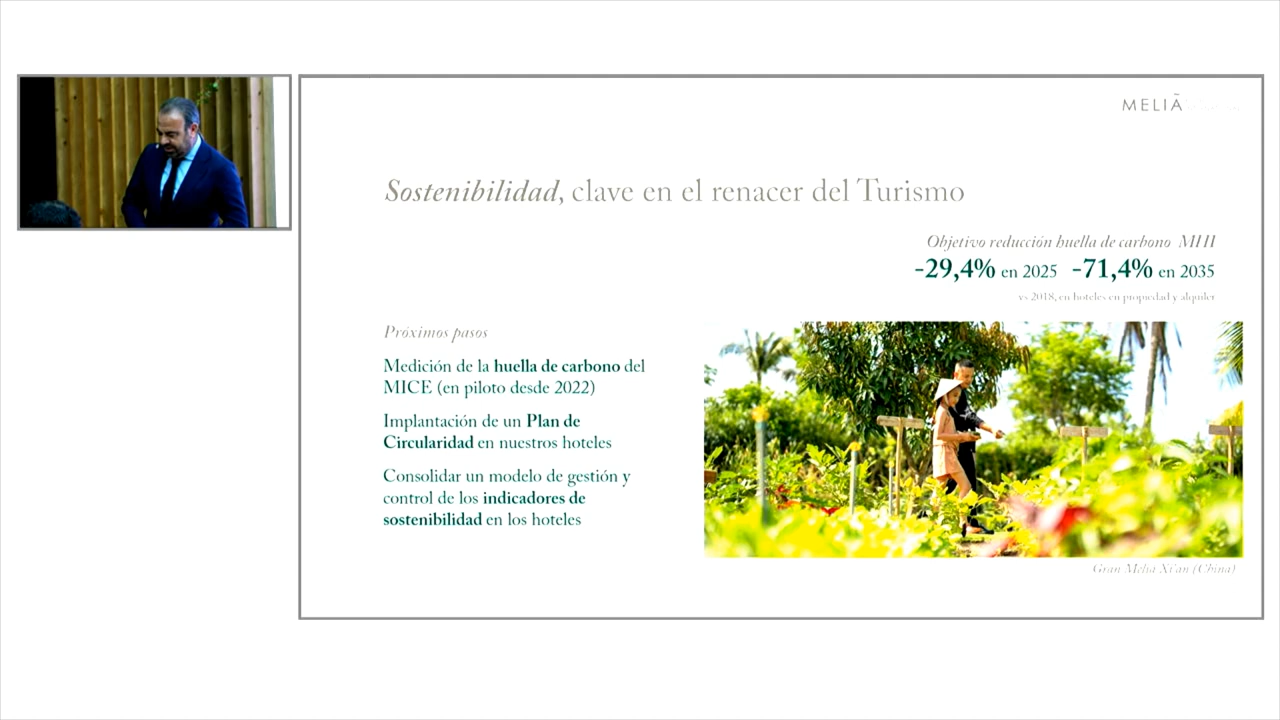 MELIÃ
Sostenibilidad, clave en el renacer del Turismo
Objetivo reducción huella de carbono MHI
-29,4% en 2025 -71,4% en 2035
vs 2018, en hoteles en propiedad y alquiler
Próximos pasos
Medición de la huella de carbono del
MICE (en piloto desde 2022)
Implantación de un Plan de
Circularidad en nuestros hoteles
Consolidar un modelo de gestión y
control de los indicadores de
sostenibilidad en los hoteles
Gran Meliá Xi'an (China)